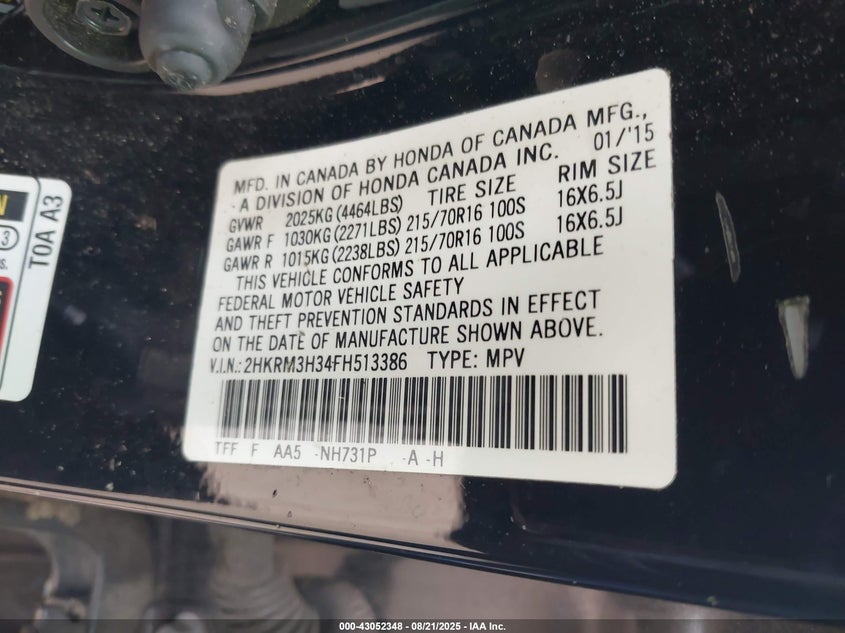 MFD. IN CANADA BY HONDA OF CANADA MFG.,
A DIVISION OF HONDA CANADA INC. 01/'15
GVWR 2025KG (4464LBS) TIRE SIZE RIM SIZE
GAWR F 1030KG (2271LBS) 215/70R16 100S 16X6.5J
GAWR R 1015KG (2238LBS) 215/70R16 100S 16X6.5J
THIS VEHICLE CONFORMS TO ALL APPLICABLE
FEDERAL MOTOR VEHICLE SAFETY
AND THEFT PREVENTION STANDARDS IN EFFECT
ON THE DATE OF MANUFACTURE SHOWN ABOVE.
V.I.N.: 2HKRM3H34FH513386 TYPE: MPV
TFF F AA5 -NH731P -A -H
T0A A3
3
000-43052348 - 08/21/2025 - IAA Inc.